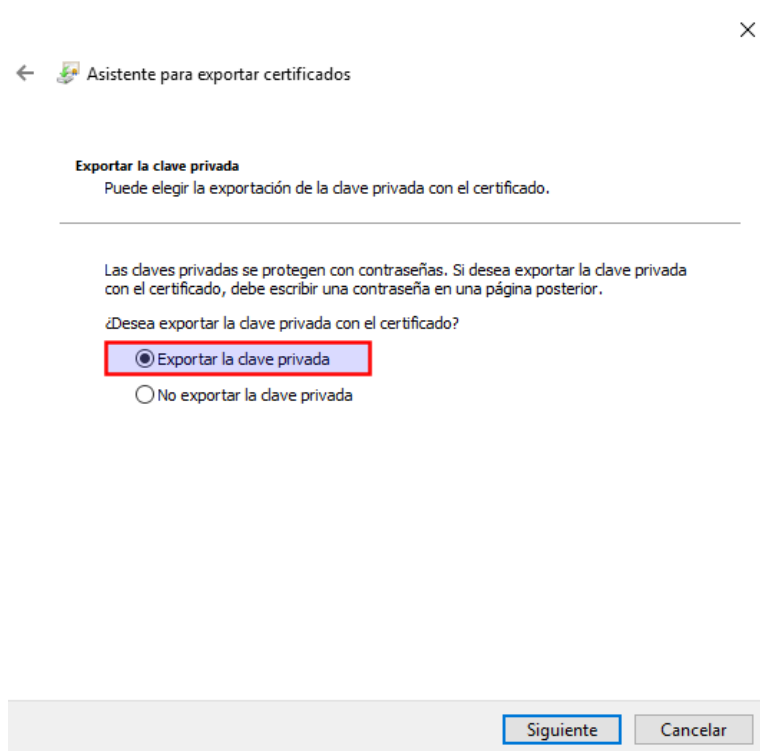 Asistente para exportar certificados
Exportar la clave privada
Puede elegir la exportación de la clave privada con el certificado.
Las claves privadas se protegen con contraseñas. Si desea exportar la clave privada
con el certificado, debe escribir una contraseña en una página posterior.
¿Desea exportar la clave privada con el certificado?
Exportar la clave privada
No exportar la clave privada
Siguiente
Cancelar